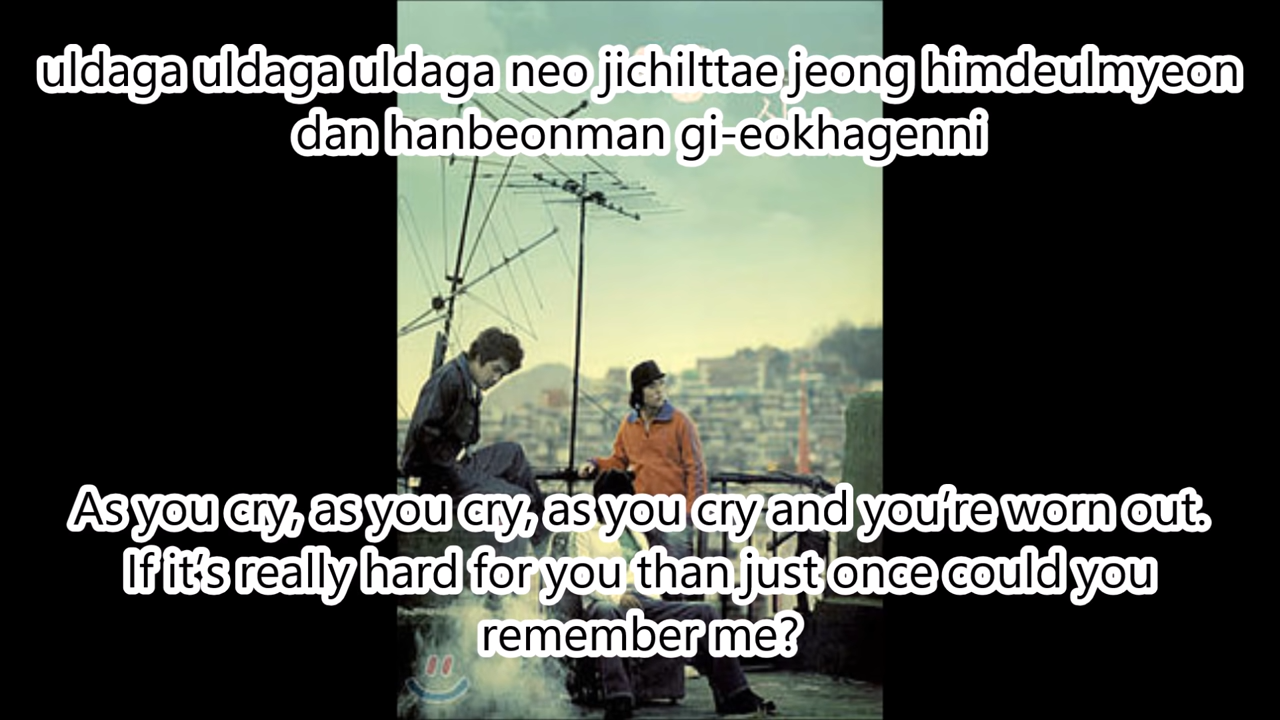 uldaga uldaga uldaga neo jichilttae jeong himdeulmyeon
dan hanbeonman gi-eokhagenni
As you cry, as you cry, as you cry and you're worn out.
If it's really hard for you than just once could you
remember me?